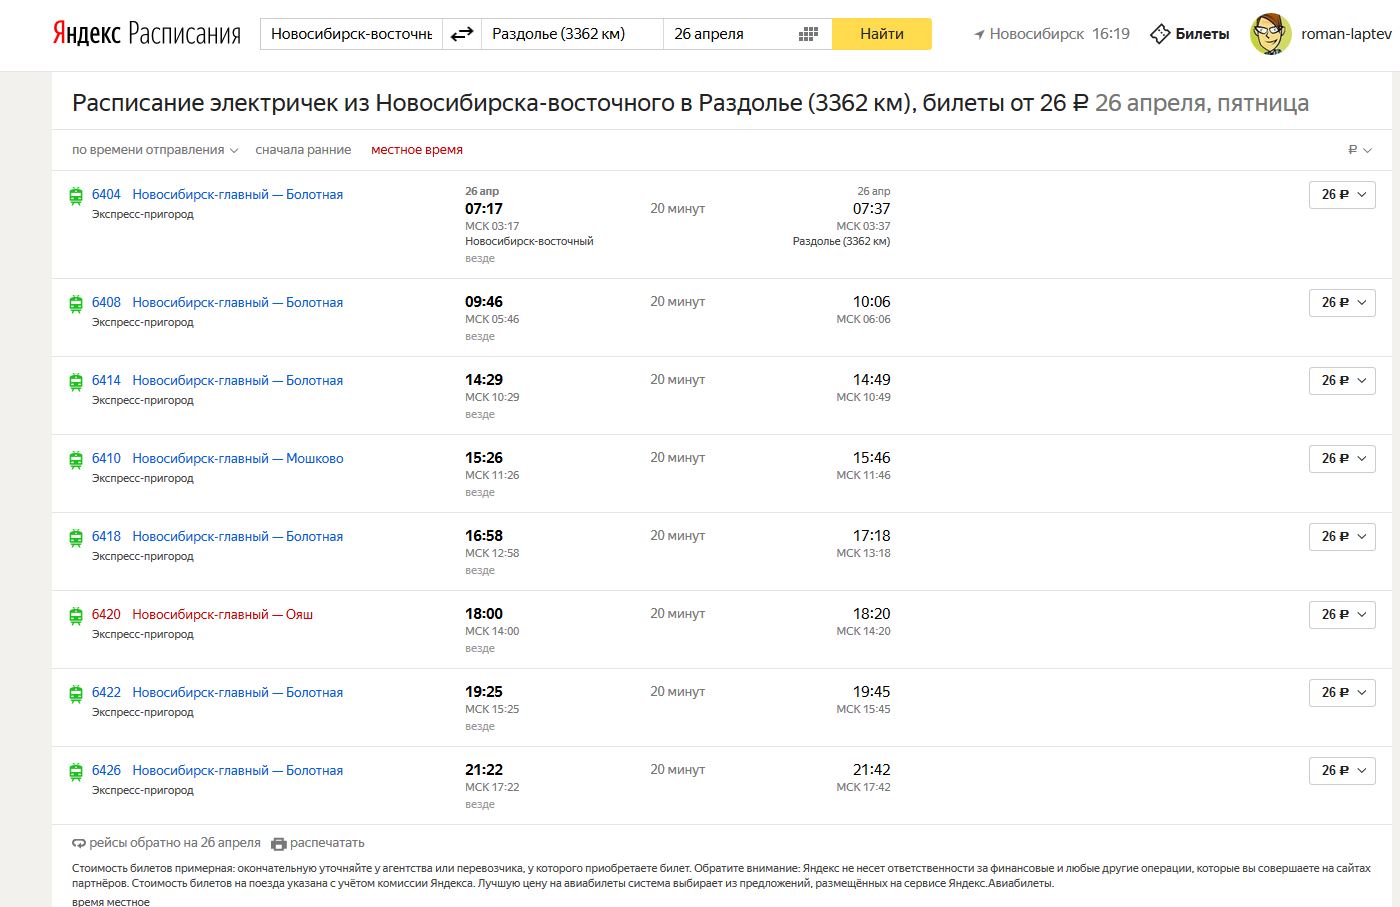 Яндекс Расписания Новосибирск-восточнь Раздолье (3362 км) 26 апреля Найти Новосибирск 16:19 Билеты roman-laptev
Расписание электричек из Новосибирска-восточного в Раздолье (3362 км), билеты от 26 ₽ 26 апреля, пятница
по времени отправления сначала ранние местное время ₽
6404 Новосибирск-главный — Болотная
Экспресс-пригород
26 апр
07:17
МСК 03:17
Новосибирск-восточный
везде
20 минут
26 апр
07:37
МСК 03:37
Раздолье (3362 км)
26 ₽
6408 Новосибирск-главный — Болотная
Экспресс-пригород
09:46
МСК 05:46
везде
20 минут
10:06
МСК 06:06
26 ₽
6414 Новосибирск-главный — Болотная
Экспресс-пригород
14:29
МСК 10:29
везде
20 минут
14:49
МСК 10:49
26 ₽
6410 Новосибирск-главный — Мошково
Экспресс-пригород
15:26
МСК 11:26
везде
20 минут
15:46
МСК 11:46
26 ₽
6418 Новосибирск-главный — Болотная
Экспресс-пригород
16:58
МСК 12:58
везде
20 минут
17:18
МСК 13:18
26 ₽
6420 Новосибирск-главный — Ояш
Экспресс-пригород
18:00
МСК 14:00
везде
20 минут
18:20
МСК 14:20
26 ₽
6422 Новосибирск-главный — Болотная
Экспресс-пригород
19:25
МСК 15:25
везде
20 минут
19:45
МСК 15:45
26 ₽
6426 Новосибирск-главный — Болотная
Экспресс-пригород
21:22
МСК 17:22
везде
20 минут
21:42
МСК 17:42
26 ₽
рейсы обратно на 26 апреля распечатать
Стоимость билетов примерная: окончательную уточняйте у агентства или перевозчика, у которого приобретаете билет. Обратите внимание: Яндекс не несет ответственности за финансовые и любые другие операции, которые вы совершаете на сайтах
партнёров. Стоимость билетов на поезда указана с учётом комиссии Яндекса. Лучшую цену на авиабилеты система выбирает из предложений, размещённых на сервисе Яндекс.Авиабилеты.
время местное